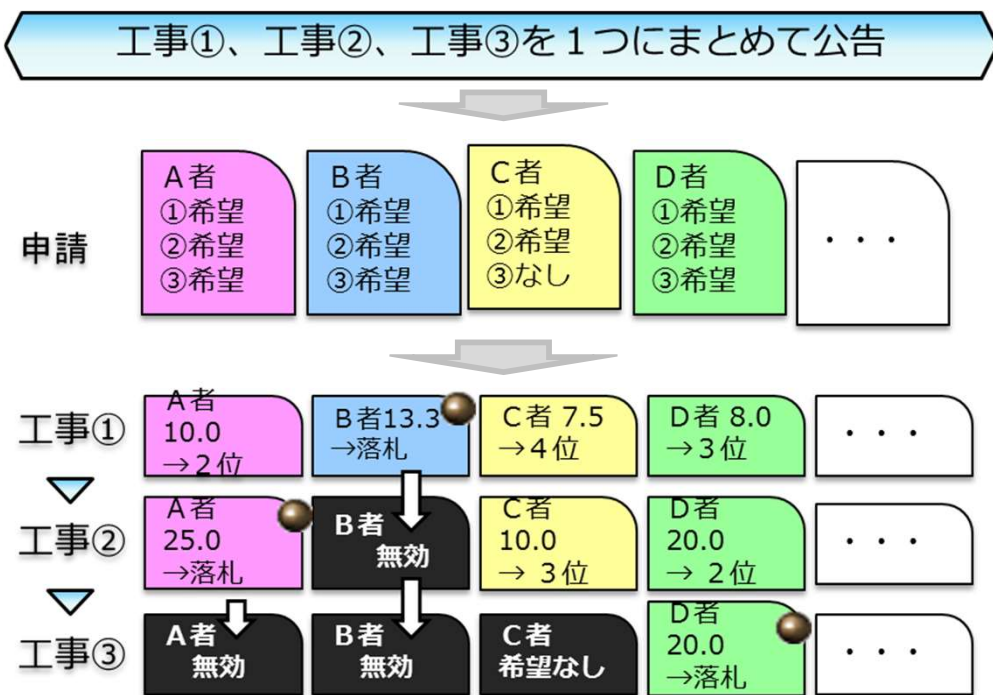 工事①、工事②、工事③を１つにまとめて公告
申請
A者
①希望
②希望
③希望
B者
①希望
②希望
③希望
C者
①希望
②希望
③なし
D者
①希望
②希望
③希望
・・・
工事①
A者
10.0
→２位
B者13.3
→落札
C者 7.5
→４位
D者 8.0
→３位
・・・
工事②
A者
25.0
→落札
B者
無効
C者
10.0
→ ３位
D者
20.0
→ ２位
・・・
工事③
A者
無効
B者
無効
C者
希望なし
D者
20.0
→落札
・・・